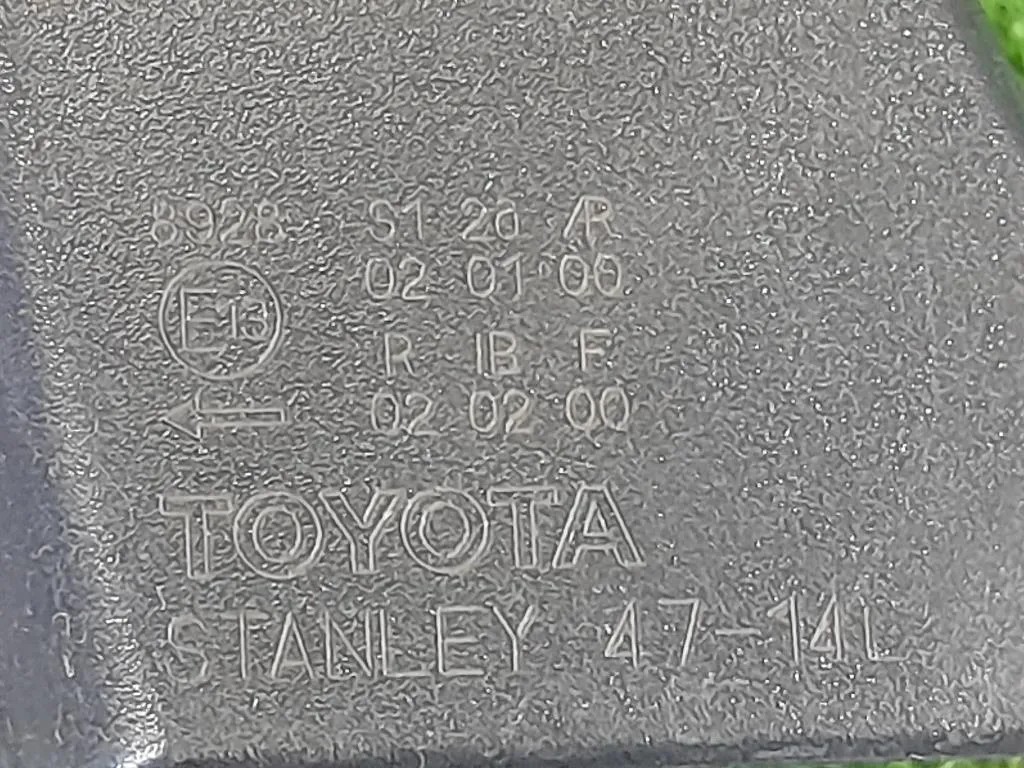 8928 S1 2a AR
02 01 00
E13
R IB F
← 02 02 00
TOYOTA
STANLEY 47-14L